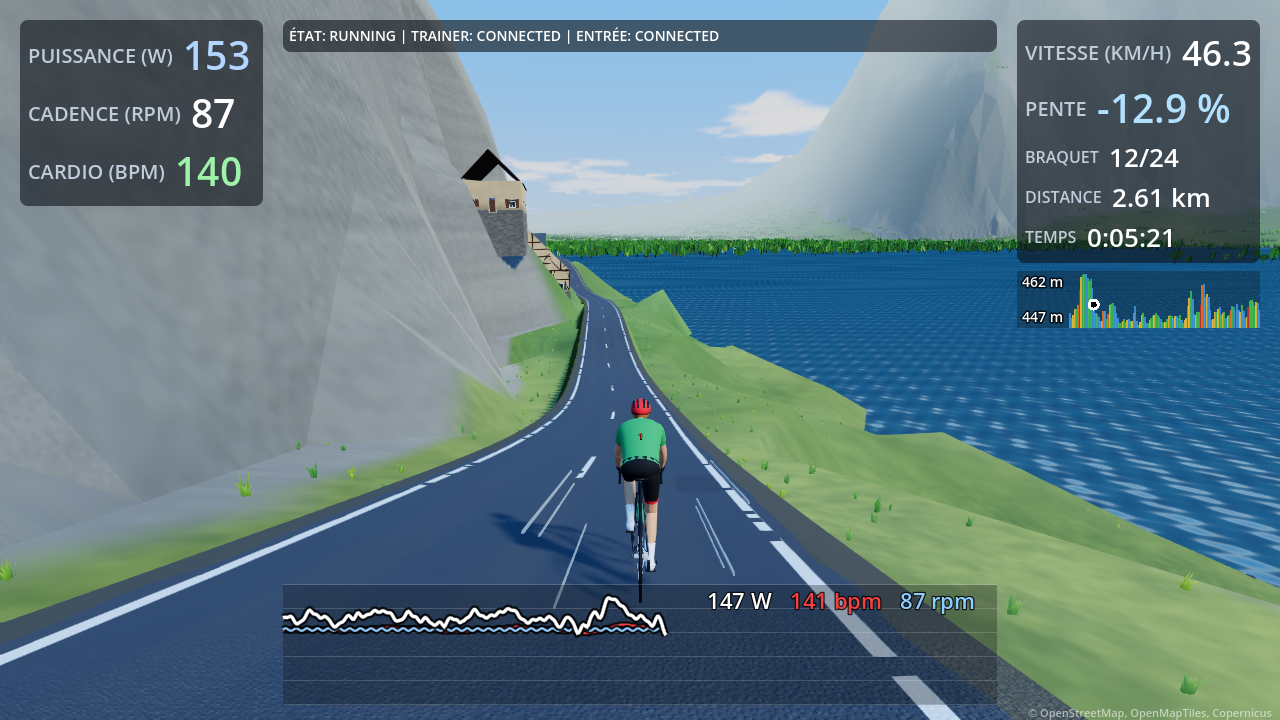 PUISSANCE (W) 153
CADENCE (RPM) 87
CARDIO (BPM) 140
ÉTAT: RUNNING | TRAINER: CONNECTED | ENTRÉE: CONNECTED
VITESSE (KM/H) 46.3
PENTE -12.9 %
BRAQUET 12/24
DISTANCE 2.61 km
TEMPS 0:05:21
462 m
447 m
1
147 W 141 bpm 87 rpm
© OpenStreetMap, OpenMapTiles, Copernicus